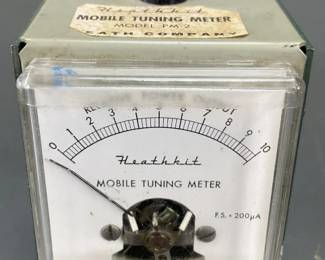 Heathkit
MOBILE TUNING METER
MODEL PM-2
EATH COMPANY
0 1 2 3 4 5 6 7 8 9 10
Heathkit
MOBILE TUNING METER
F.S. = 200µA